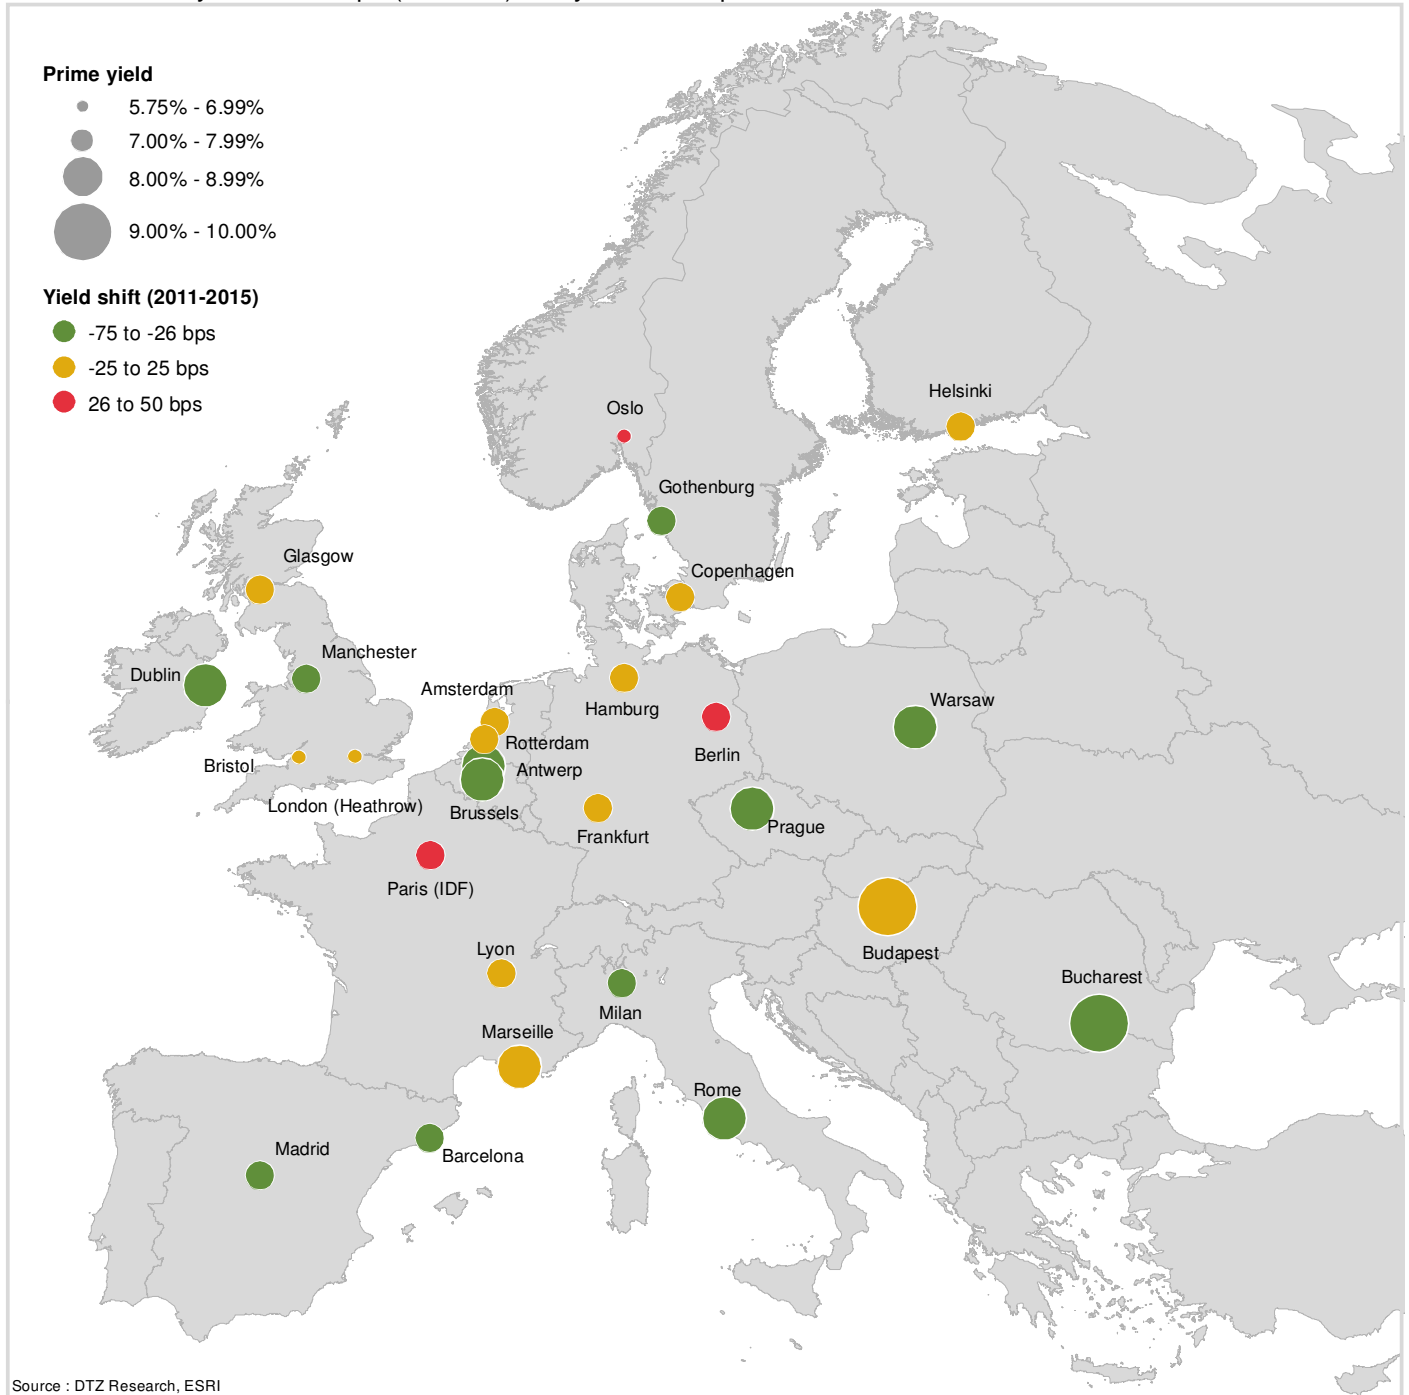 Prime yield
5.75% - 6.99%
7.00% - 7.99%
8.00% - 8.99%
9.00% - 10.00%
Yield shift (2011-2015)
-75 to -26 bps
-25 to 25 bps
26 to 50 bps
Helsinki
Oslo
Gothenburg
Glasgow
Copenhagen
Manchester
Dublin
Amsterdam
Hamburg
Warsaw
Rotterdam
Berlin
Bristol
Antwerp
London (Heathrow)
Brussels
Prague
Frankfurt
Paris (IDF)
Lyon
Budapest
Bucharest
Milan
Marseille
Rome
Madrid
Barcelona
Source : DTZ Research, ESRI